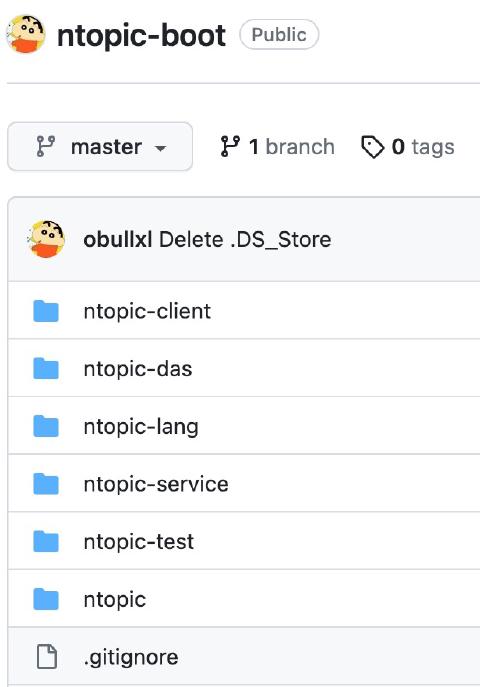 ntopic-boot Public
master 1 branch 0 tags
obullxl Delete .DS_Store
ntopic-client
ntopic-das
ntopic-lang
ntopic-service
ntopic-test
ntopic
.gitignore